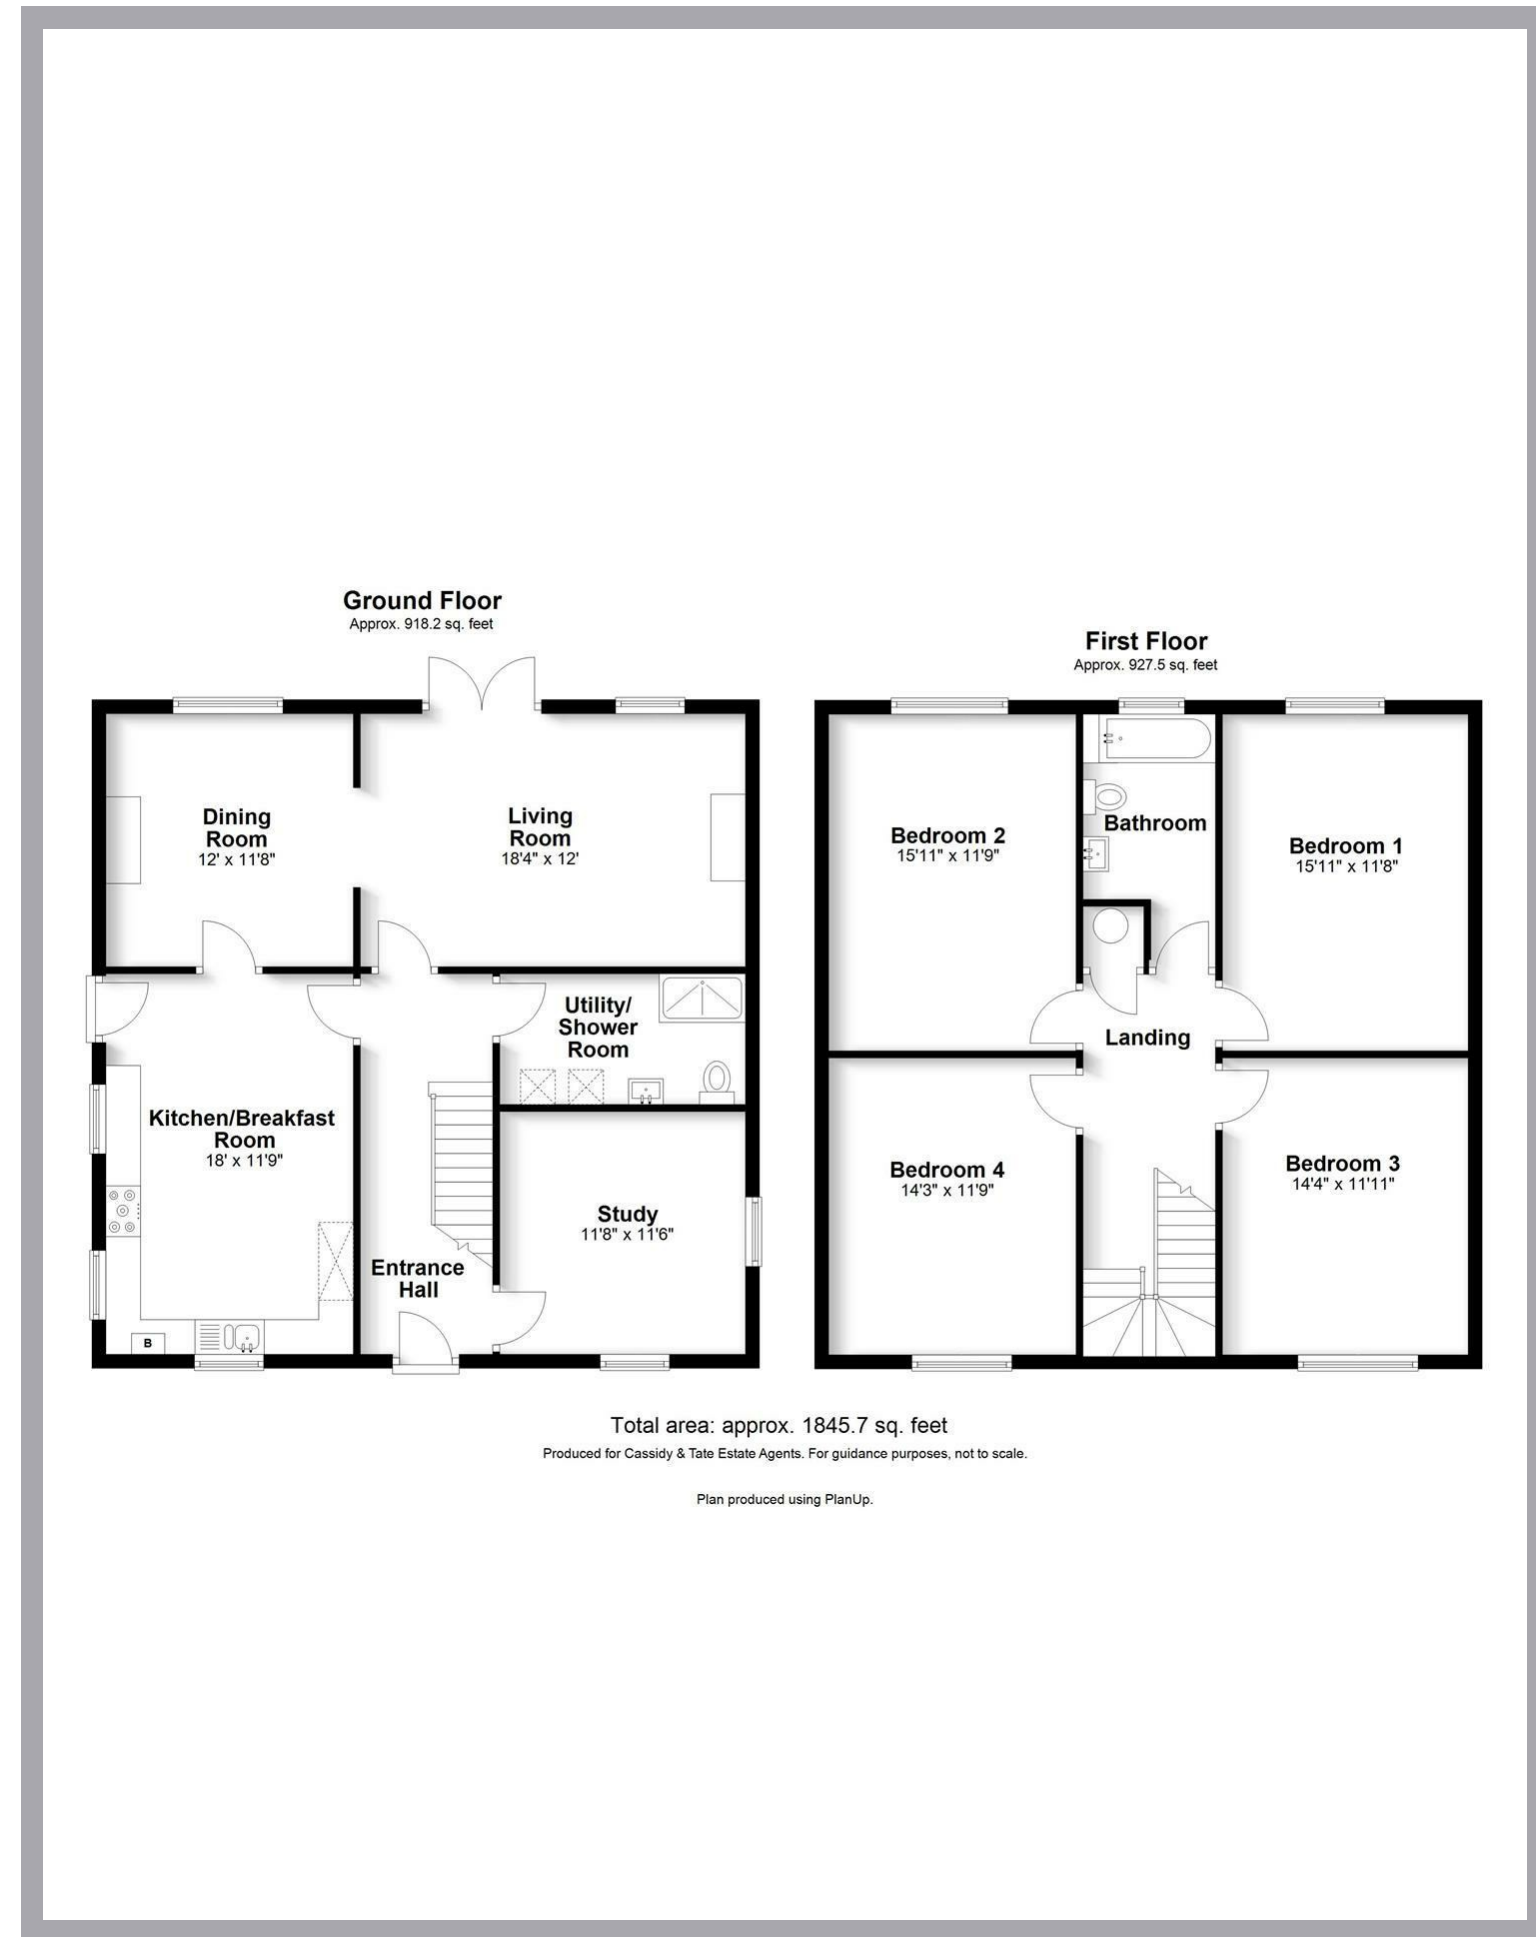 Ground Floor
Approx. 918.2 sq. feet
Dining
Room
12' x 11'8"
Living
Room
18'4" x 12'
Utility/
Shower
Room
Kitchen/Breakfast
Room
18' x 11'9"
Study
11'8" x 11'6"
Entrance
Hall
B
First Floor
Approx. 927.5 sq. feet
Bedroom 2
15'11" x 11'9"
Bathroom
Bedroom 1
15'11" x 11'8"
Landing
Bedroom 4
14'3" x 11'9"
Bedroom 3
14'4" x 11'11"
Total area: approx. 1845.7 sq. feet
Produced for Cassidy & Tate Estate Agents. For guidance purposes, not to scale.
Plan produced using PlanUp.